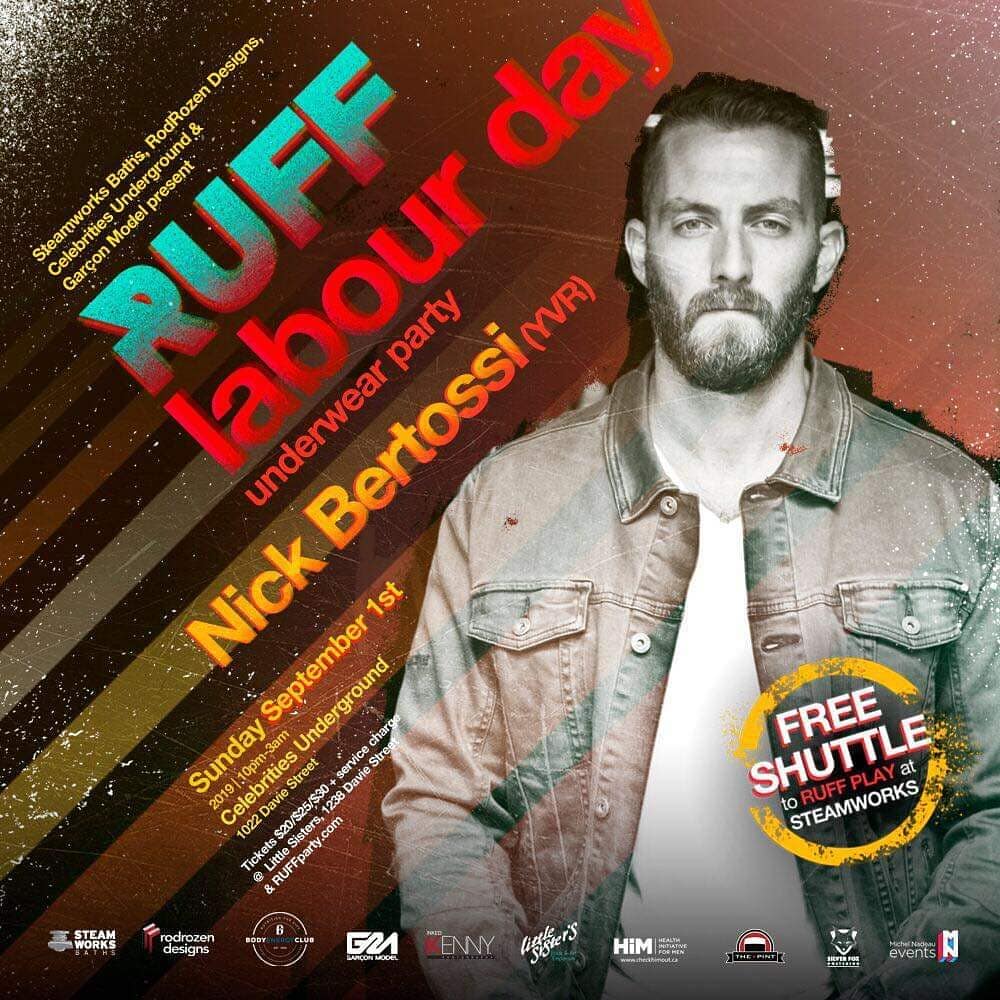 Steamworks Baths, RodRozen Designs,
Celebrities Underground &
Garçon Model present
RUFF
labour day
underwear party
Nick Bertossi (YVR)
Sunday September 1st
2019 | 10pm-3am
Celebrities Underground
1022 Davie Street
Tickets $20/$25/$30 + service charge
@ Little Sisters, 1238 Davie Street
& RUFFparty.com
FREE
SHUTTLE
to RUFF PLAY at
STEAMWORKS
STEAM
WORKS
BATHS
rodrozen
designs
BODY ENERGY CLUB
GARÇON MODEL
INKED
KENNY
little
SISTER'S
HiM
HEALTH
INITIATIVE
FOR MEN
www.checkhimout.ca
THE · PINT
SILVER FOX
Michel Nadeau
events